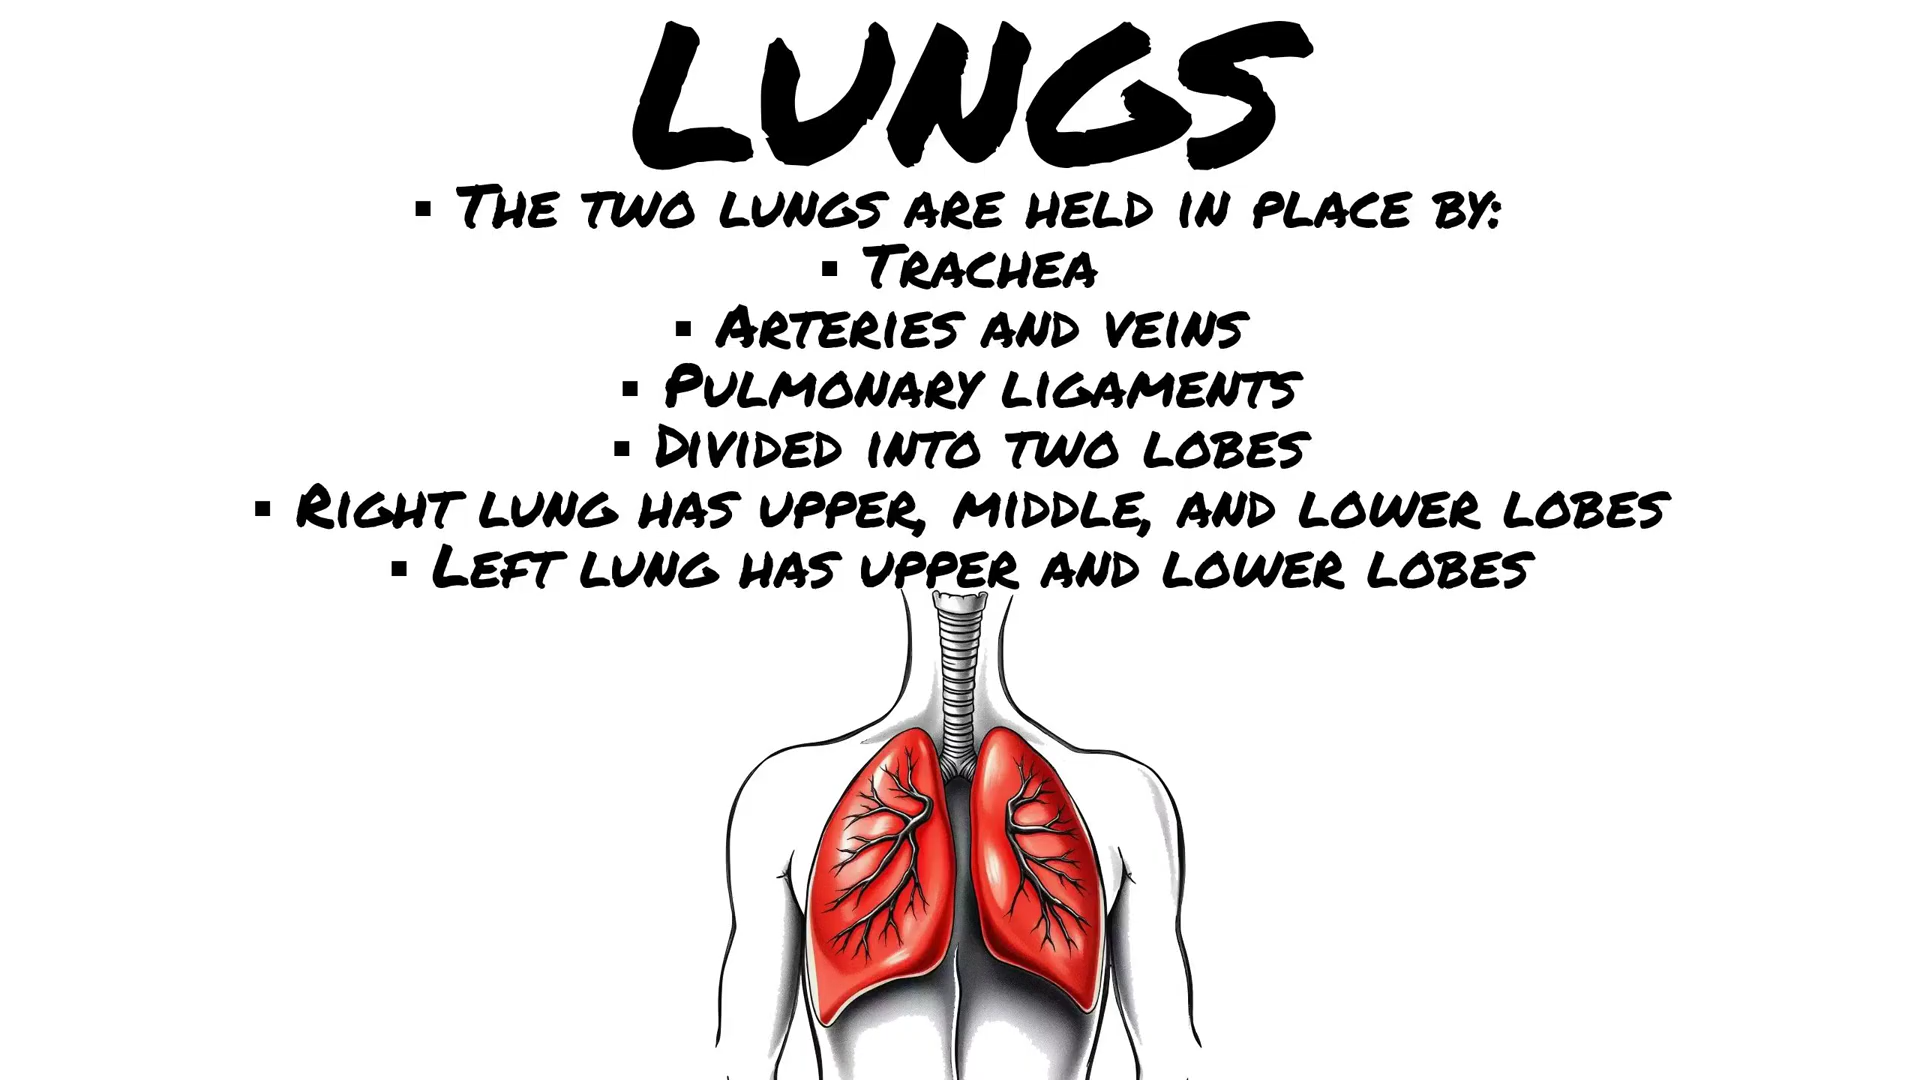 LUNGS
▪ THE TWO LUNGS ARE HELD IN PLACE BY:
▪ TRACHEA
▪ ARTERIES AND VEINS
▪ PULMONARY LIGAMENTS
▪ DIVIDED INTO TWO LOBES
▪ RIGHT LUNG HAS UPPER, MIDDLE, AND LOWER LOBES
▪ LEFT LUNG HAS UPPER AND LOWER LOBES